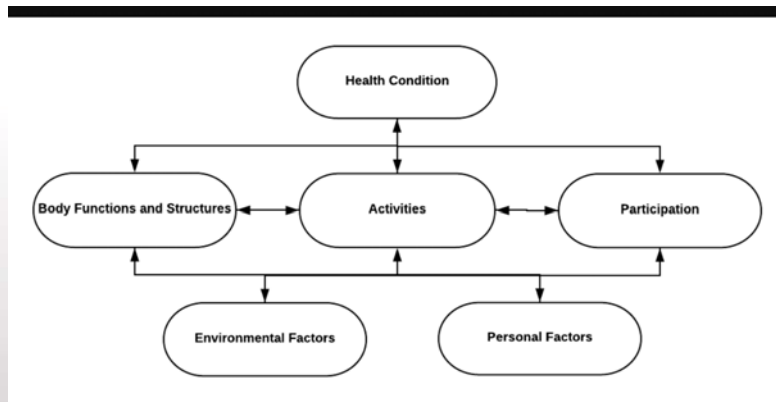 Health Condition
Body Functions and Structures
Activities
Participation
Environmental Factors
Personal Factors